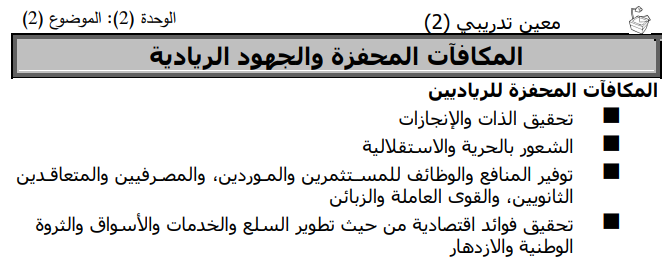 معين تدريبي (2) الوحدة (2): الموضوع (2)
المكافآت المحفزة والجهود الريادية
المكافآت المحفزة للرياديين
■ تحقيق الذات والإنجازات
■ الشعور بالحرية والاستقلالية
■ توفير المنافع والوظائف للمستثمرين والموردين، والمصرفيين والمتعاقدين
الثانويين، والقوى العاملة والزبائن
■ تحقيق فوائد اقتصادية من حيث تطوير السلع والخدمات والأسواق والثروة
الوطنية والازدهار